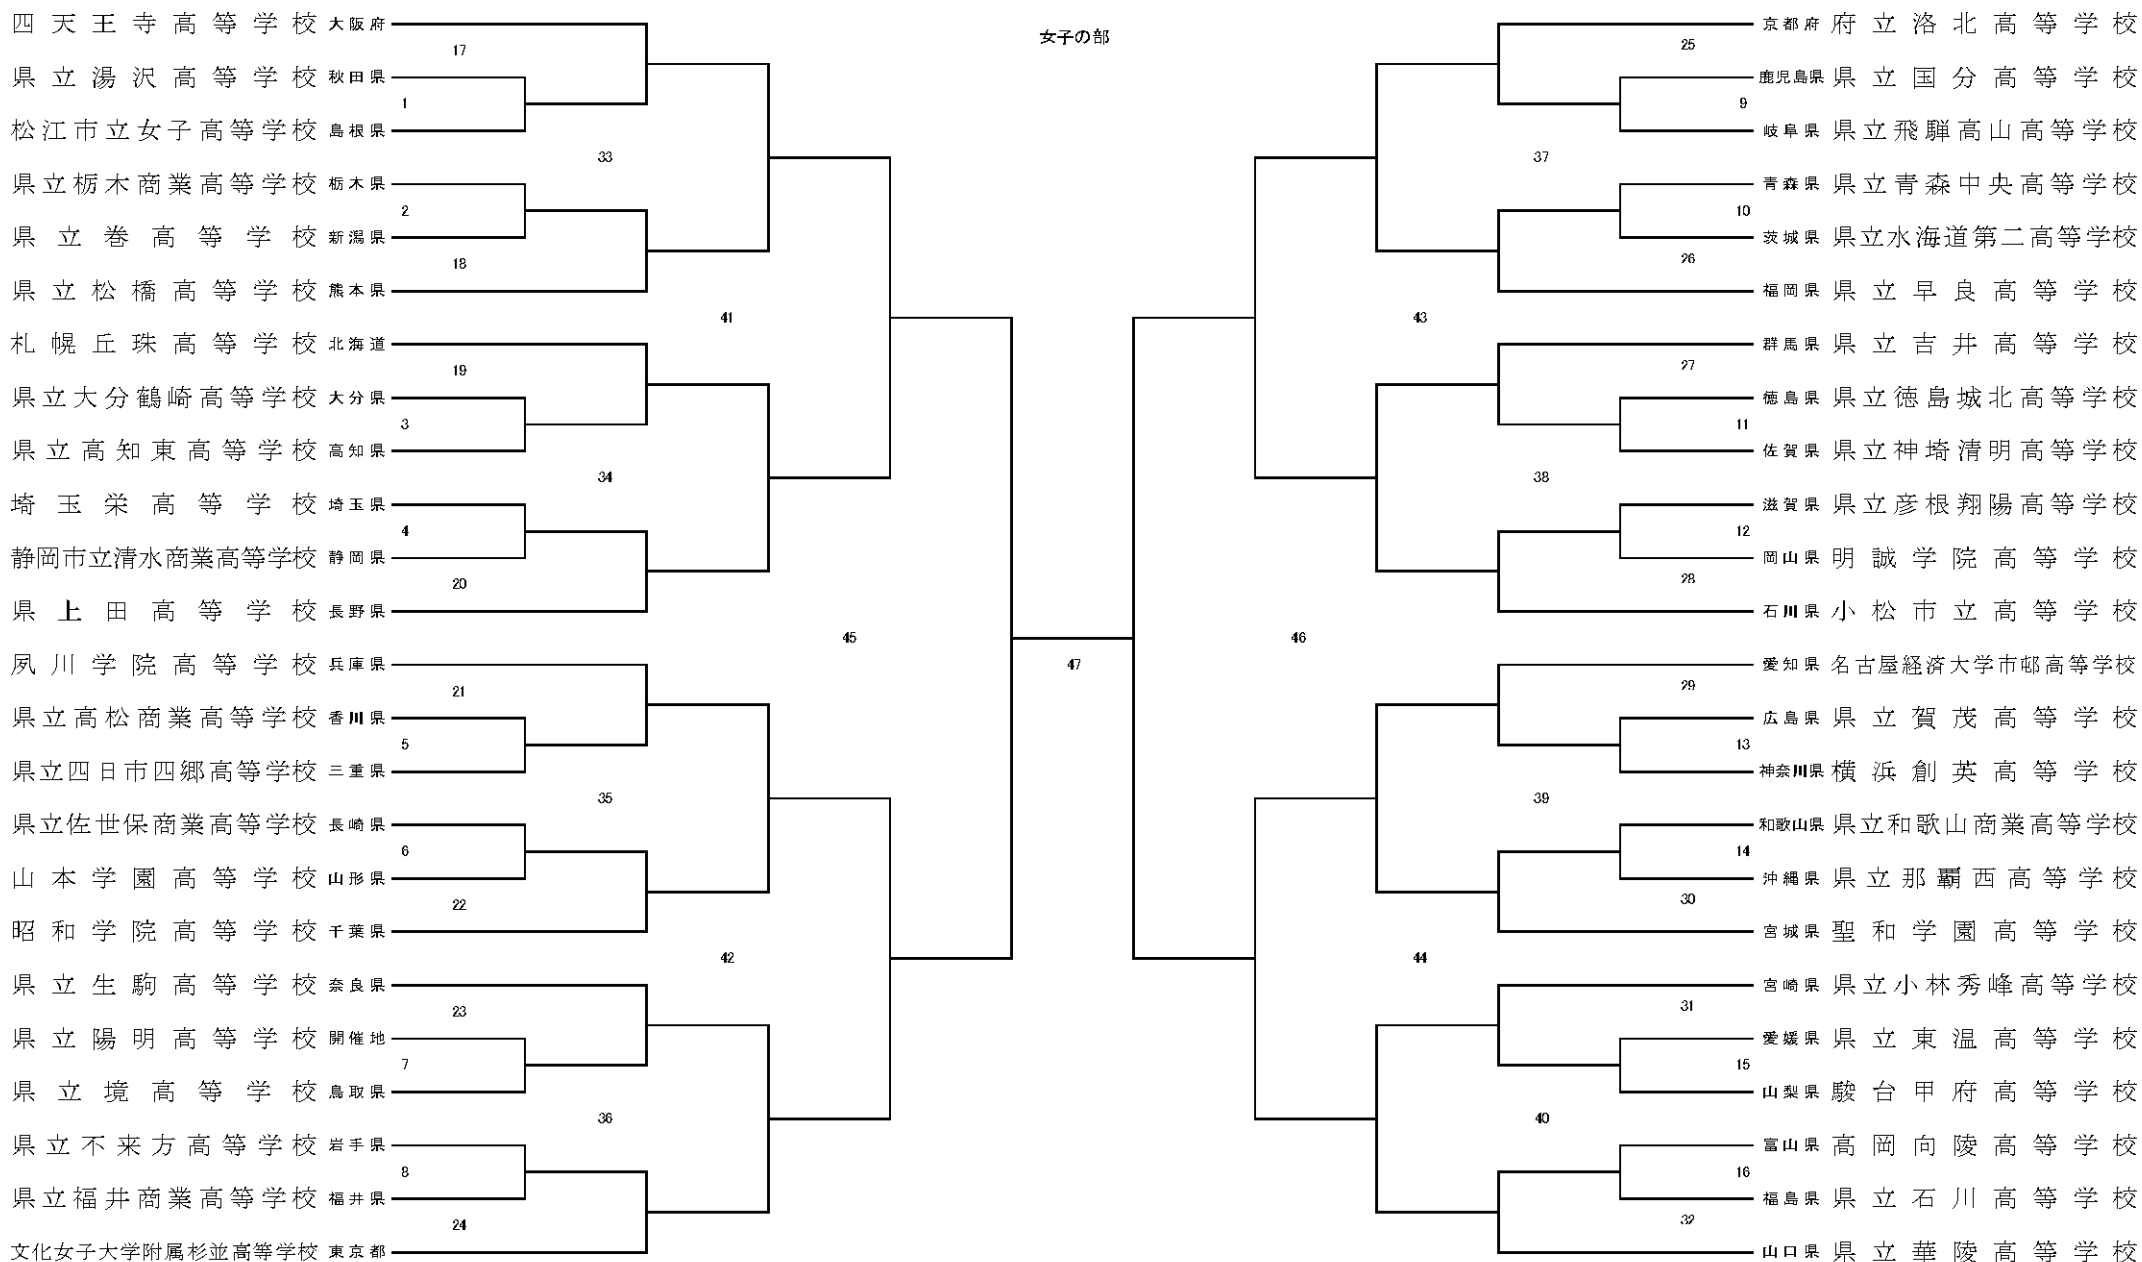 女子の部
四天王寺高等学校 大阪府
17
県立湯沢高等学校 秋田県
1
松江市立女子高等学校 島根県
33
県立栃木商業高等学校 栃木県
2
県立巻高等学校 新潟県
18
県立松橋高等学校 熊本県
41
札幌丘珠高等学校 北海道
19
県立大分鶴崎高等学校 大分県
3
県立高知東高等学校 高知県
34
埼玉栄高等学校 埼玉県
4
静岡市立清水商業高等学校 静岡県
20
県上田高等学校 長野県
45
夙川学院高等学校 兵庫県
21
県立高松商業高等学校 香川県
5
県立四日市四郷高等学校 三重県
35
県立佐世保商業高等学校 長崎県
6
山本学園高等学校 山形県
22
昭和学院高等学校 千葉県
42
県立生駒高等学校 奈良県
23
県立陽明高等学校 開催地
7
県立境高等学校 鳥取県
36
県立不来方高等学校 岩手県
8
県立福井商業高等学校 福井県
24
文化女子大学附属杉並高等学校 東京都
47
京都府 府立洛北高等学校
25
鹿児島県 県立国分高等学校
9
岐阜県 県立飛騨高山高等学校
37
青森県 県立青森中央高等学校
10
茨城県 県立水海道第二高等学校
26
福岡県 県立早良高等学校
43
群馬県 県立吉井高等学校
27
徳島県 県立徳島城北高等学校
11
佐賀県 県立神埼清明高等学校
38
滋賀県 県立彦根翔陽高等学校
12
岡山県 明誠学院高等学校
28
石川県 小松市立高等学校
46
愛知県 名古屋経済大学市邨高等学校
29
広島県 県立賀茂高等学校
13
神奈川県 横浜創英高等学校
39
和歌山県 県立和歌山商業高等学校
14
沖縄県 県立那覇西高等学校
30
宮城県 聖和学園高等学校
44
宮崎県 県立小林秀峰高等学校
31
愛媛県 県立東温高等学校
15
山梨県 駿台甲府高等学校
40
富山県 高岡向陵高等学校
16
福島県 県立石川高等学校
32
山口県 県立華陵高等学校